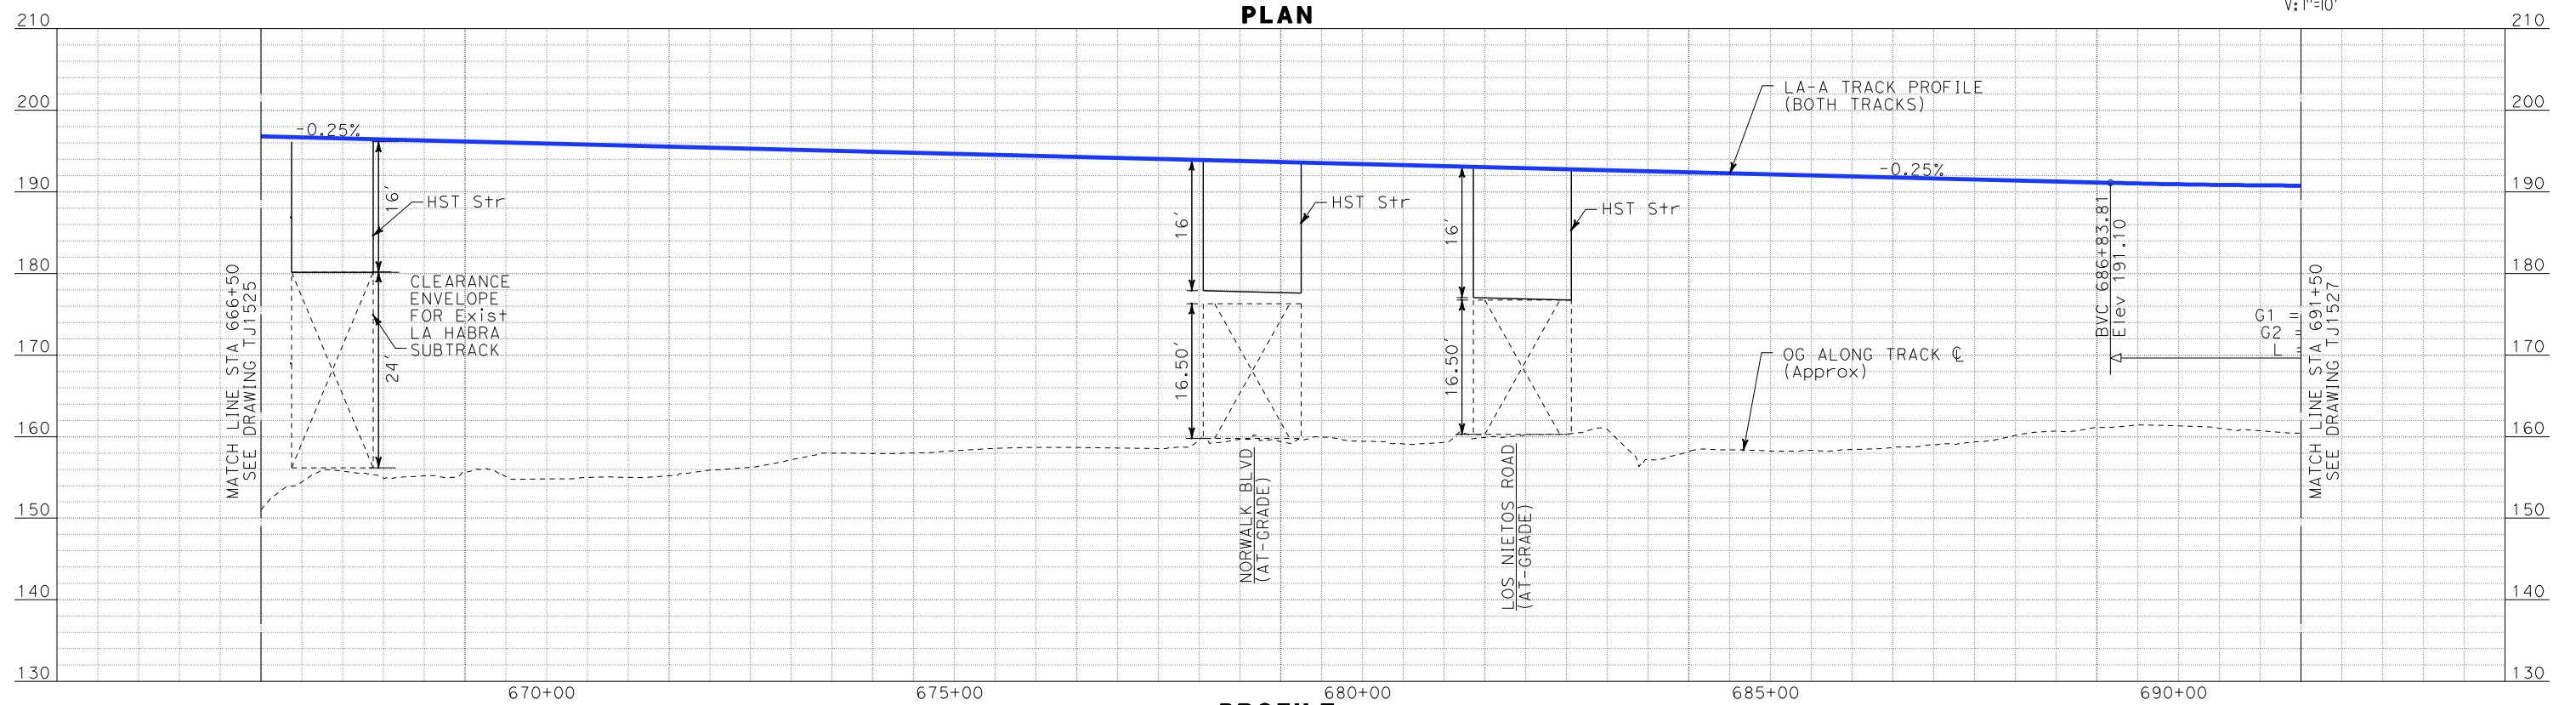 PLAN
V: 1"=10'
210
210
200
200
190
190
180
180
170
170
160
160
150
150
140
140
130
130
-0.25%
16'
HST Str
CLEARANCE
ENVELOPE
FOR Exist
LA HABRA
SUBTRACK
24'
MATCH LINE STA 666+50
SEE DRAWING TJ1525
16'
HST Str
16.50'
NORWALK BLVD
(AT-GRADE)
16'
HST Str
16.50'
LOS NIETOS ROAD
(AT-GRADE)
LA-A TRACK PROFILE
(BOTH TRACKS)
-0.25%
OG ALONG TRACK ℄
(Approx)
BVC 686+83.81
Elev 191.10
G1 =
G2 =
L =
MATCH LINE STA 691+50
SEE DRAWING TJ1527
670+00
675+00
680+00
685+00
690+00
PROFILE